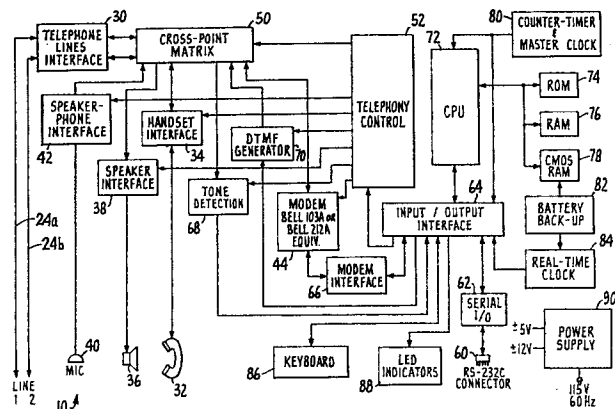 30
TELEPHONE
LINES
INTERFACE
50
CROSS-POINT
MATRIX
52
TELEPHONY
CONTROL
72
CPU
80
COUNTER-TIMER
&
MASTER CLOCK
ROM
74
RAM
76
CMOS
RAM
78
82
BATTERY
BACK-UP
84
REAL-TIME
CLOCK
SPEAKER-
PHONE
INTERFACE
42
HANDSET
INTERFACE
34
DTMF
GENERATOR
70
SPEAKER
INTERFACE
38
TONE
DETECTION
68
MODEM
BELL 103A OR
BELL 212A
EQUIV.
44
MODEM
INTERFACE
66
64
INPUT / OUTPUT
INTERFACE
62
SERIAL
I/O
60
RS-232C
CONNECTOR
90
POWER
SUPPLY
±5V
±12V
115V
60Hz
24a
24b
LINE
1 2
10
40
MIC
36
32
KEYBOARD
86
LED
INDICATORS
88